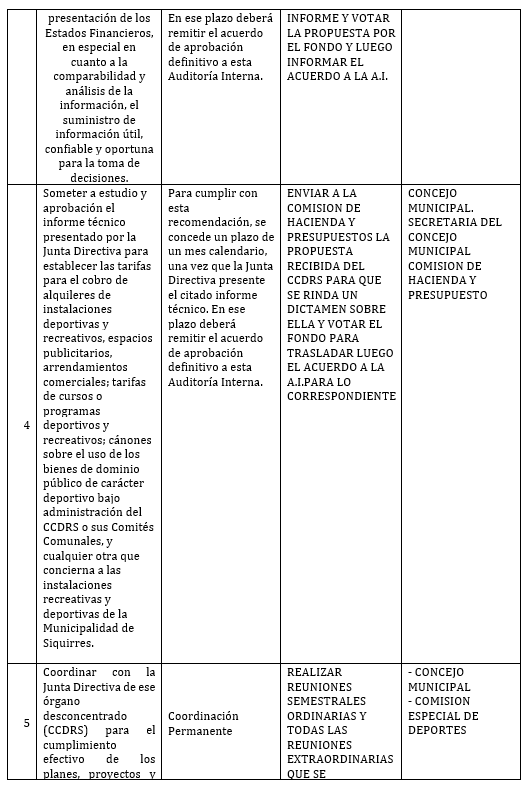 presentación de los
Estados Financieros,
en especial en
cuanto a la
comparabilidad y
análisis de la
información, el
suministro de
información útil,
confiable y oportuna
para la toma de
decisiones.
En ese plazo deberá
remitir el acuerdo
de aprobación
definitivo a esta
Auditoría Interna.
INFORME Y VOTAR
LA PROPUESTA POR
EL FONDO Y LUEGO
INFORMAR EL
ACUERDO A LA A.I.
4
Someter a estudio y
aprobación el
informe técnico
presentado por la
Junta Directiva para
establecer las tarifas
para el cobro de
alquileres de
instalaciones
deportivas y
recreativos, espacios
publicitarios,
arrendamientos
comerciales; tarifas
de cursos o
programas
deportivos y
recreativos; cánones
sobre el uso de los
bienes de dominio
público de carácter
deportivo bajo
administración del
CCDRS o sus Comités
Comunales, y
cualquier otra que
concierna a las
instalaciones
recreativas y
deportivas de la
Municipalidad de
Siquirres.
Para cumplir con
esta
recomendación, se
concede un plazo de
un mes calendario,
una vez que la Junta
Directiva presente
el citado informe
técnico. En ese
plazo deberá
remitir el acuerdo
de aprobación
definitivo a esta
Auditoría Interna.
ENVIAR A LA
COMISION DE
HACIENDA Y
PRESUPUESTOS LA
PROPUESTA
RECIBIDA DEL
CCDRS PARA QUE
SE RINDA UN
DICTAMEN SOBRE
ELLA Y VOTAR EL
FONDO PARA
TRASLADAR LUEGO
EL ACUERDO A LA
A.I.PARA LO
CORRESPONDIENTE
CONCEJO
MUNICIPAL.
SECRETARIA DEL
CONCEJO
MUNICIPAL
COMISION DE
HACIENDA Y
PRESUPUESTO
5
Coordinar con la
Junta Directiva de ese
órgano
desconcentrado
(CCDRS) para el
cumplimiento
efectivo de los
planes, proyectos y
Coordinación
Permanente
REALIZAR
REUNIONES
SEMESTRALES
ORDINARIAS Y
TODAS LAS
REUNIONES
EXTRAORDINARIAS
QUE SE
- CONCEJO
MUNICIPAL
- COMISION
ESPECIAL DE
DEPORTES